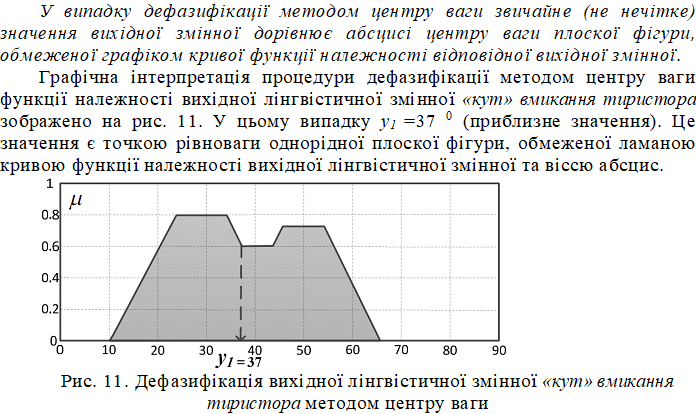 У випадку дефазифікації методом центру ваги звичайне (не нечітке)
значення вихідної змінної дорівнює абсцисі центру ваги плоскої фігури,
обмеженої графіком кривої функції належності відповідної вихідної змінної.
Графічна інтерпретація процедури дефазифікації методом центру ваги
функції належності вихідної лінгвістичної змінної «кут» вмикання тиристора
зображено на рис. 11. У цьому випадку y1 =37 0 (приблизне значення). Це
значення є точкою рівноваги однорідної плоскої фігури, обмеженої ламаною
кривою функції належності вихідної лінгвістичної змінної та віссю абсцис.
1
μ
0.8
0.6
0.4
0.2
0
0 10 20 30 40 50 60 70 80 90
y1 = 37
Рис. 11. Дефазифікація вихідної лінгвістичної змінної «кут» вмикання
тиристора методом центру ваги